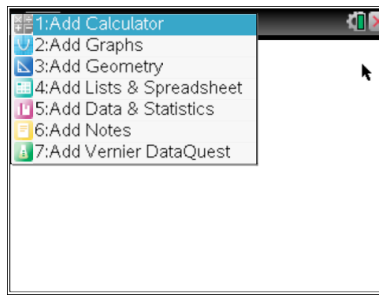 1:Add Calculator
2:Add Graphs
3:Add Geometry
4:Add Lists & Spreadsheet
5:Add Data & Statistics
6:Add Notes
7:Add Vernier DataQuest